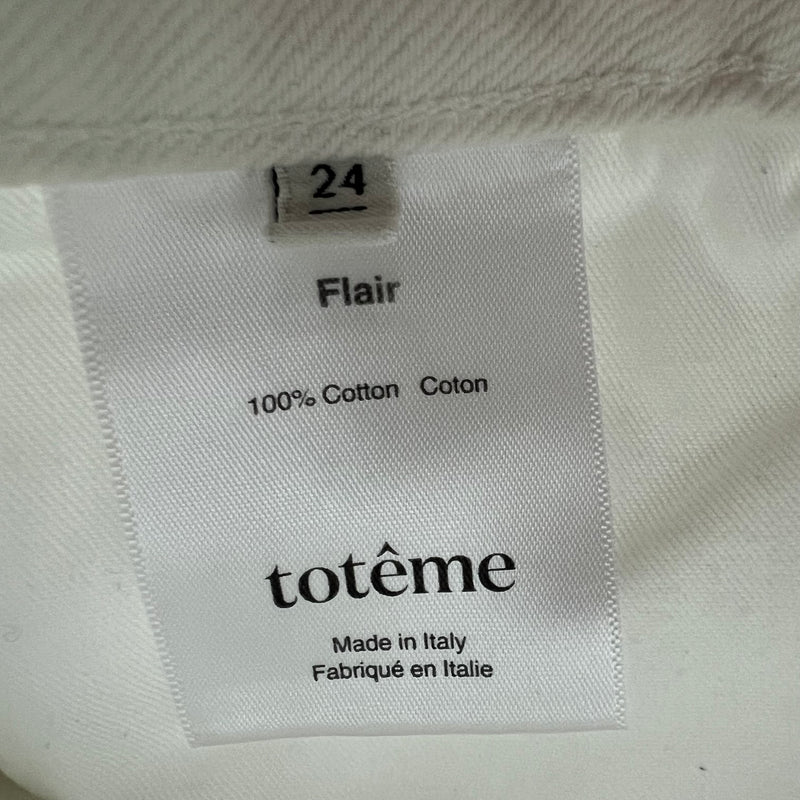 24
Flair
100% Cotton Coton
totême
Made in Italy
Fabriqué en Italie